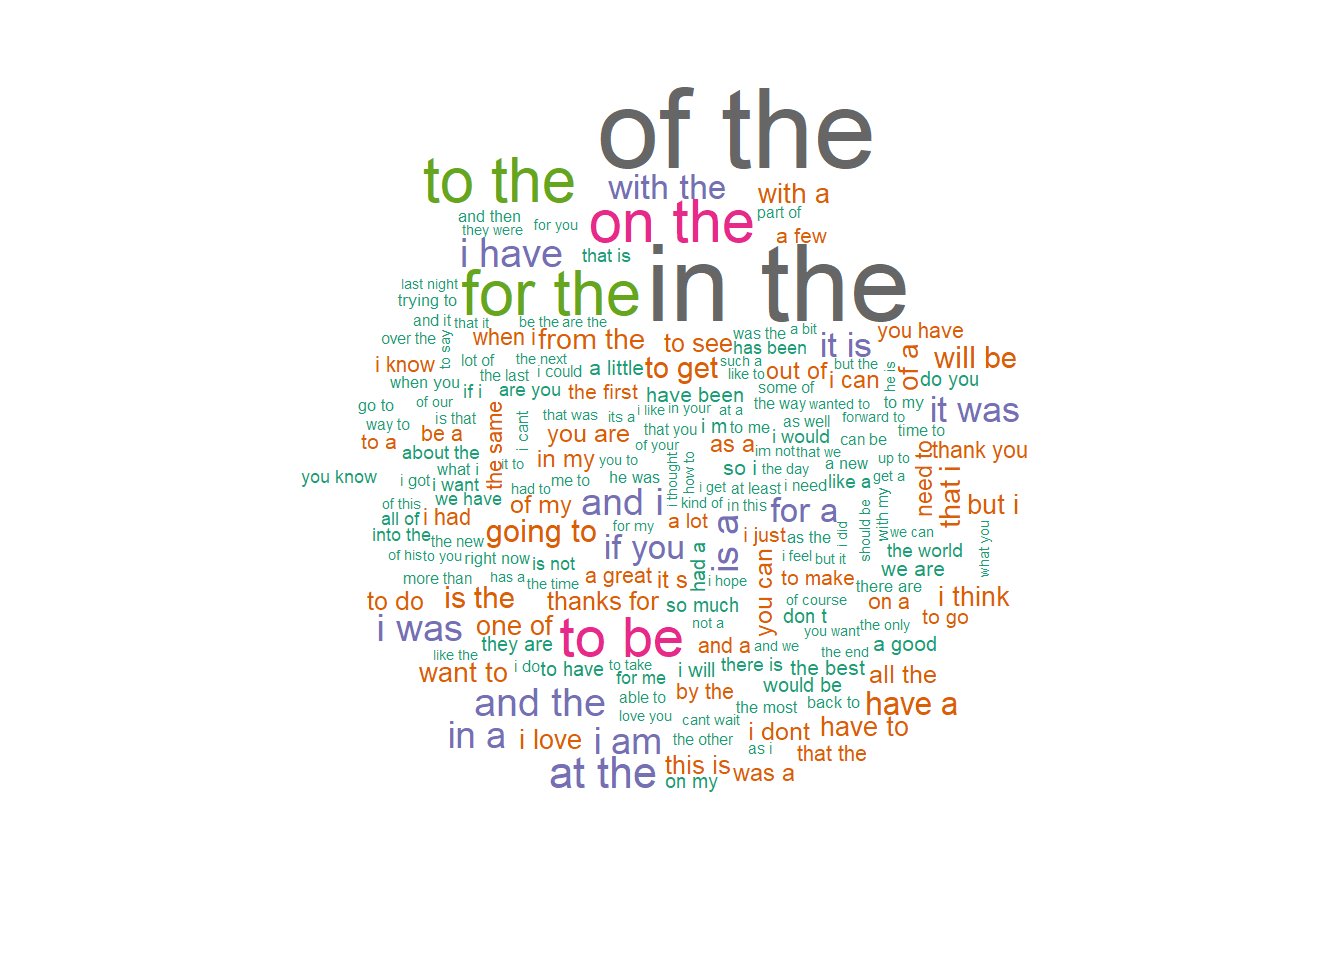 of the
to the
with the
with a
on the
and then
they were
for you
part of
a few
i have
that is
in the
last night
trying to
for the
and it
that it
be the
are the
over the
to say
when i
from the
to see
was the
a bit
has been
it is
you have
i know
lot of
the next
the last
i could
a little
to get
such a
like to
out of
but the
i can
he is
of a
will be
do you
when you
if i
are you
the first
have been
some of
go to
of our
the same
i cant
that was
its a
i like
in your
at a
the way
wanted to
to my
forward to
it was
way to
is that
to a
be a
you are
that you
i m
to me
as well
i would
can be
time to
thank you
about the
of your
as a
im not
that we
up to
need to
that i
you know
what i
it to
in my
you to
i thought
how to
so i
the day
a new
i got
i want
had to
me to
he was
i get
at least
i need
like a
get a
we have
of this
i had
of my
and i
kind of
in this
for a
with my
but i
all of
into the
the new
going to
for my
a lot
is a
i just
as the
i did
should be
we can
what you
of his
to you
right now
is not
if you
had a
you can
i feel
but it
the world
we are
more than
has a
the time
a great
it s
i hope
to make
there are
to do
is the
thanks for
so much
of course
on a
i think
i was
one of
to be
not a
don t
you want
the only
to go
they are
and a
and we
the end
a good
like the
want to
i do
to have
to take
for me
i will
there is
the best
all the
would be
and the
able to
by the
the most
back to
have a
love you
cant wait
in a
i love
i am
the other
i dont
have to
as i
that the
at the
this is
on my
was a